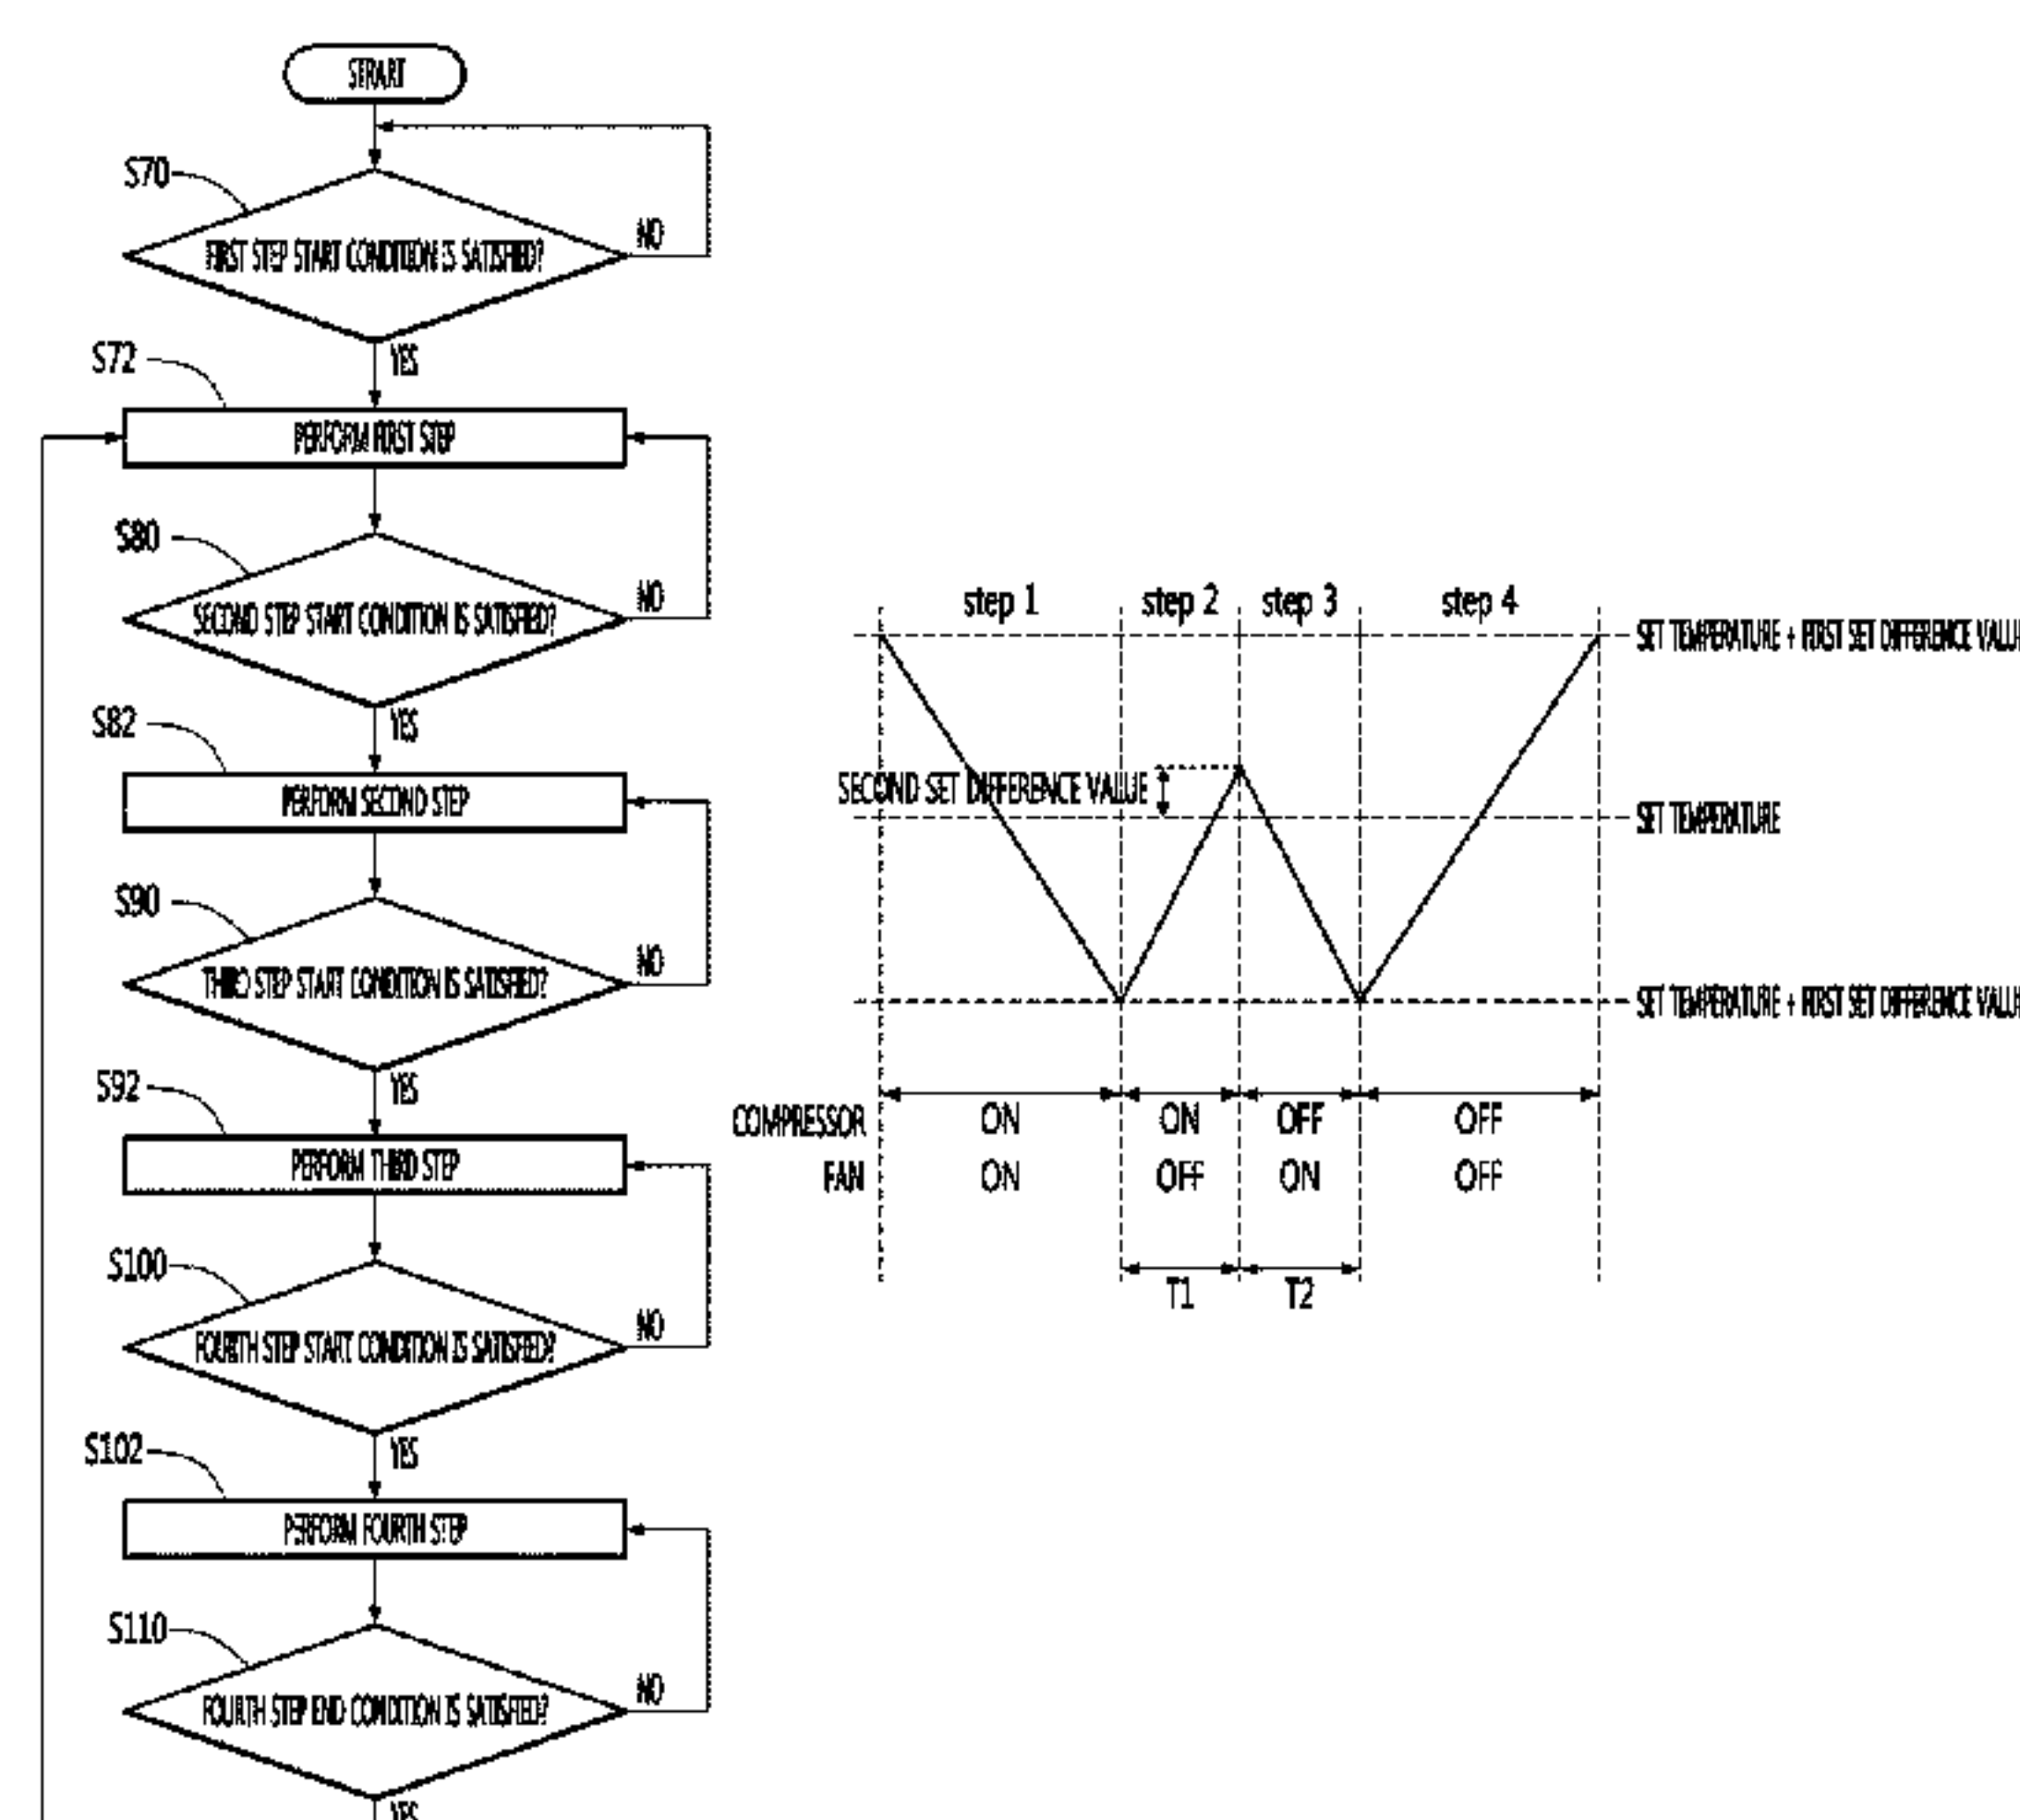 START
S70
FIRST STEP START CONDITION IS SATISFIED?
NO
YES
S72
PERFORM FIRST STEP
S80
SECOND STEP START CONDITION IS SATISFIED?
NO
YES
S82
PERFORM SECOND STEP
S90
THIRD STEP START CONDITION IS SATISFIED?
NO
YES
S92
PERFORM THIRD STEP
S100
FOURTH STEP START CONDITION IS SATISFIED?
NO
YES
S102
PERFORM FOURTH STEP
S110
FOURTH STEP END CONDITION IS SATISFIED?
NO
YES
step 1 step 2 step 3 step 4
SET TEMPERATURE + FIRST SET DIFFERENCE VALU
SECOND SET DIFFERENCE VALUE
SET TEMPERATURE
SET TEMPERATURE + FIRST SET DIFFERENCE VALU
COMPRESSOR ON ON OFF OFF
FAN ON OFF ON OFF
T1 T2